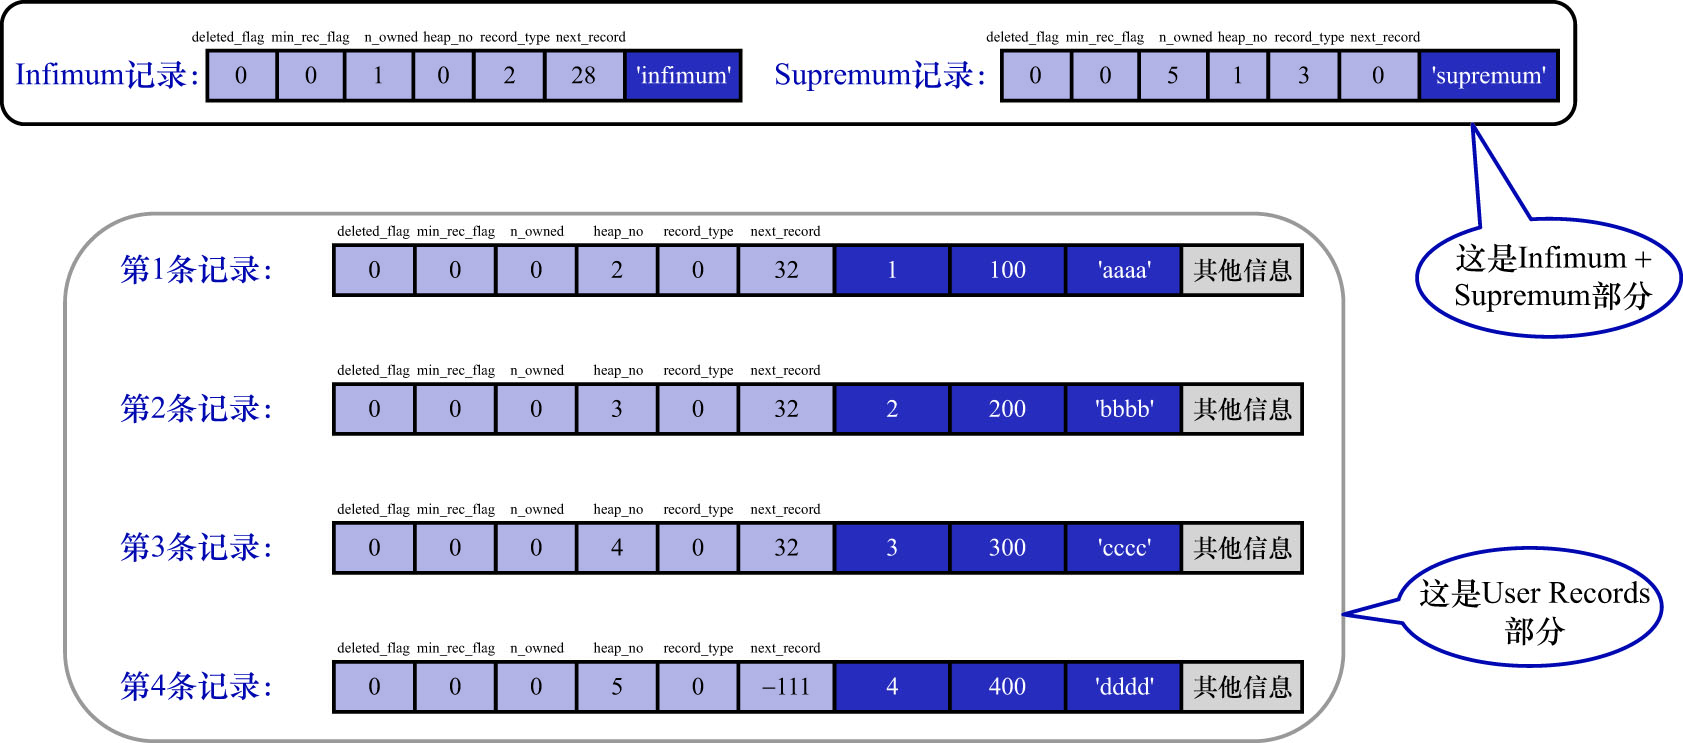 deleted_flag min_rec_flag n_owned heap_no record_type next_record
Infimum记录: 0 0 1 0 2 28 'infimum'
deleted_flag min_rec_flag n_owned heap_no record_type next_record
Supremum记录: 0 0 5 1 3 0 'supremum'
这是Infimum +
Supremum部分
deleted_flag min_rec_flag n_owned heap_no record_type next_record
第1条记录: 0 0 0 2 0 32 1 100 'aaaa' 其他信息
deleted_flag min_rec_flag n_owned heap_no record_type next_record
第2条记录: 0 0 0 3 0 32 2 200 'bbbb' 其他信息
deleted_flag min_rec_flag n_owned heap_no record_type next_record
第3条记录: 0 0 0 4 0 32 3 300 'cccc' 其他信息
deleted_flag min_rec_flag n_owned heap_no record_type next_record
第4条记录: 0 0 0 5 0 −111 4 400 'dddd' 其他信息
这是User Records
部分